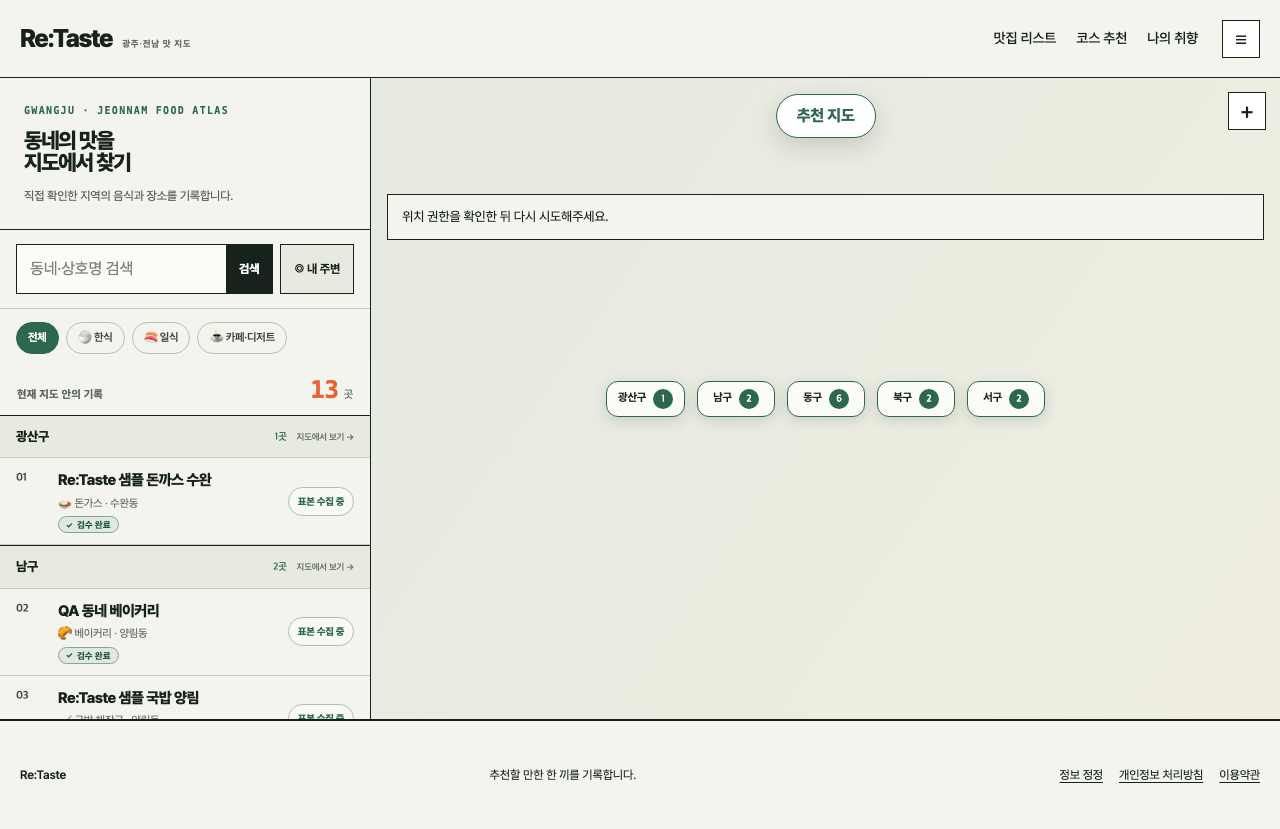 Re:Taste 광주·전남 맛 지도
맛집 리스트 코스 추천 나의 취향
GWANGJU · JEONNAM FOOD ATLAS
동네의 맛을
지도에서 찾기
직접 확인한 지역의 음식과 장소를 기록합니다.
동네·상호명 검색 검색 ◎ 내 주변
전체 한식 일식 카페·디저트
현재 지도 안의 기록 13 곳
광산구 1곳 지도에서 보기 →
01 Re:Taste 샘플 돈까스 수완
돈가스 · 수완동
✓ 검수 완료
표본 수집 중
남구 2곳 지도에서 보기 →
02 QA 동네 베이커리
베이커리 · 양림동
✓ 검수 완료
표본 수집 중
03 Re:Taste 샘플 국밥 양림
표본 수집 중
추천 지도
+
위치 권한을 확인한 뒤 다시 시도해주세요.
광산구 1 남구 2 동구 6 북구 2 서구 2
Re:Taste
추천할 만한 한 끼를 기록합니다.
정보 정정 개인정보 처리방침 이용약관